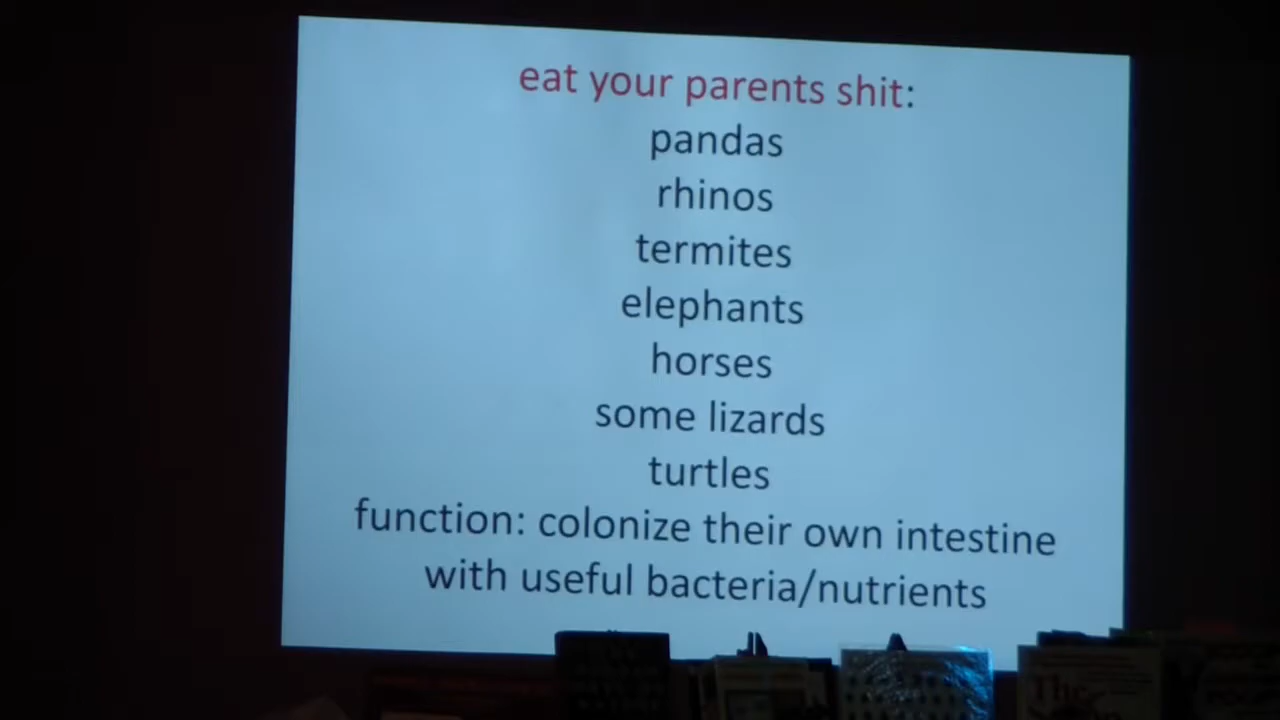 eat your parents shit:
pandas
rhinos
termites
elephants
horses
some lizards
turtles
function: colonize their own intestine
with useful bacteria/nutrients
The